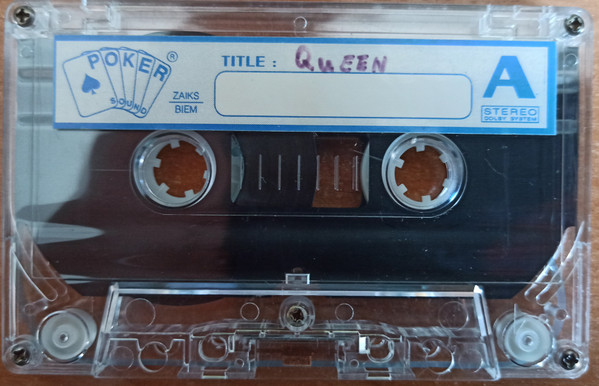 POKER®
SOUND
ZAIKS
BIEM
TITLE : QUEEN
A
STEREO
DOLBY SYSTEM